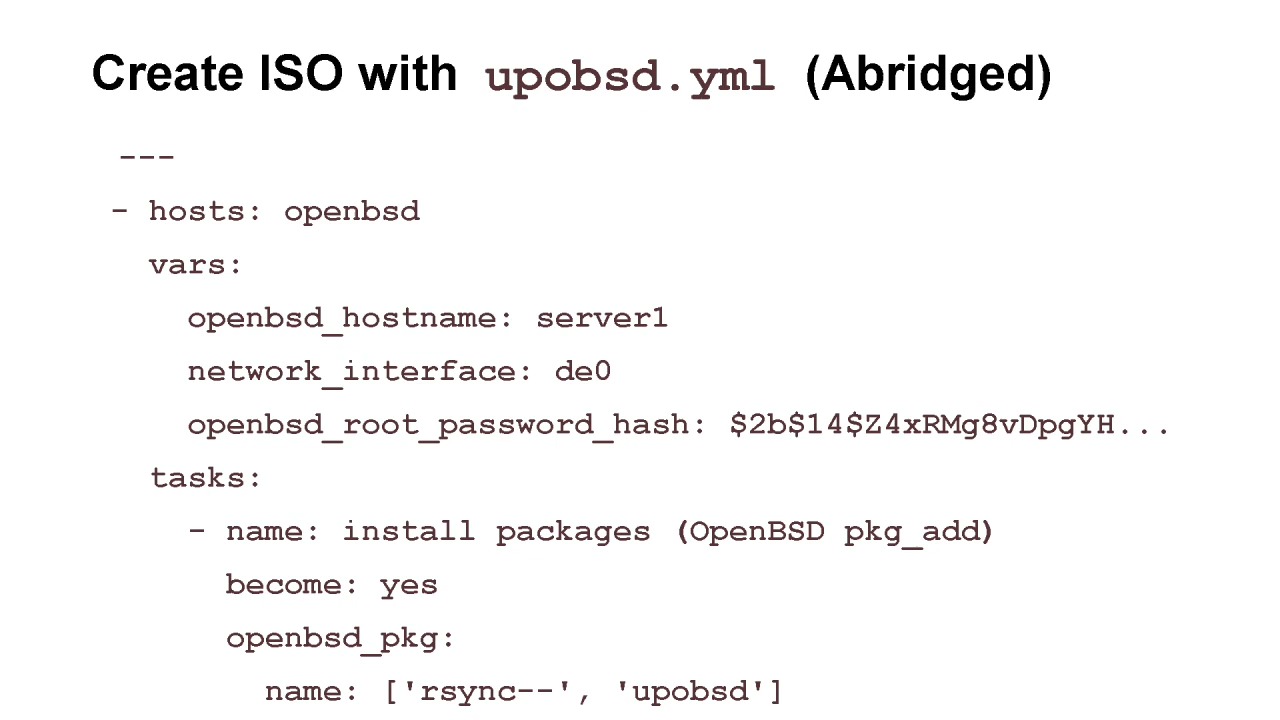 Create ISO with upobsd.yml (Abridged)
---
- hosts: openbsd
vars:
openbsd_hostname: server1
network_interface: de0
openbsd_root_password_hash: $2b$14$Z4xRMg8vDpgYH...
tasks:
- name: install packages (OpenBSD pkg_add)
become: yes
openbsd_pkg:
name: ['rsync--', 'upobsd']